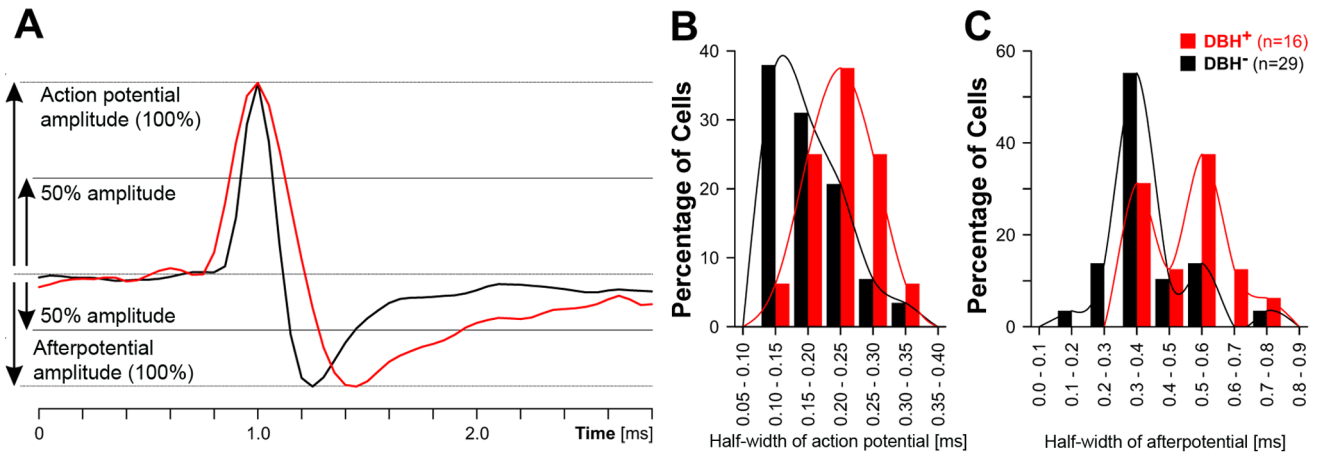 A
Action potential
amplitude (100%)
50% amplitude
50% amplitude
Afterpotential
amplitude (100%)
0
1.0
2.0
Time [ms]
B
Percentage of Cells
40
30
20
10
0
0.05 - 0.10
0.10 - 0.15
0.15 - 0.20
0.20 - 0.25
0.25 - 0.30
0.30 - 0.35
0.35 - 0.40
Half-width of action potential [ms]
C
DBH⁺ (n=16)
DBH⁻ (n=29)
Percentage of Cells
60
40
20
0
0.0 - 0.1
0.1 - 0.2
0.2 - 0.3
0.3 - 0.4
0.4 - 0.5
0.5 - 0.6
0.6 - 0.7
0.7 - 0.8
0.8 - 0.9
Half-width of afterpotential [ms]